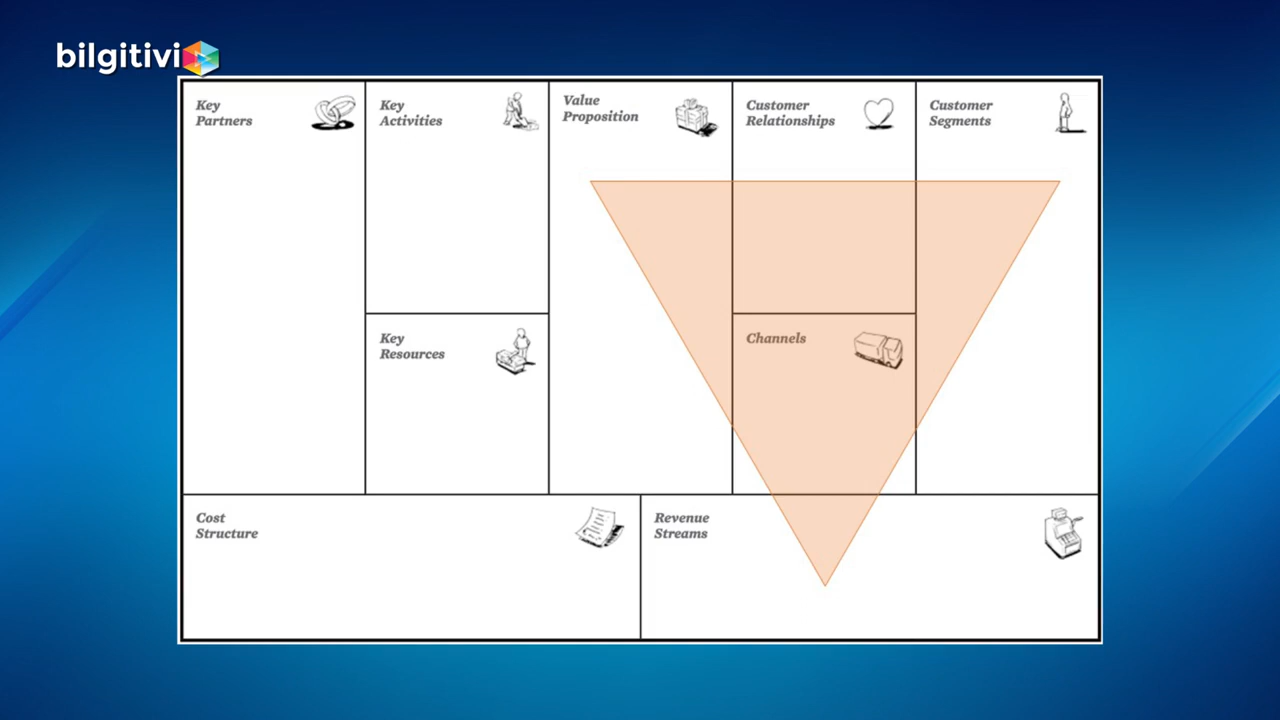 bilgitivi
Key
Partners
Key
Activities
Value
Proposition
Customer
Relationships
Customer
Segments
Key
Resources
Channels
Cost
Structure
Revenue
Streams